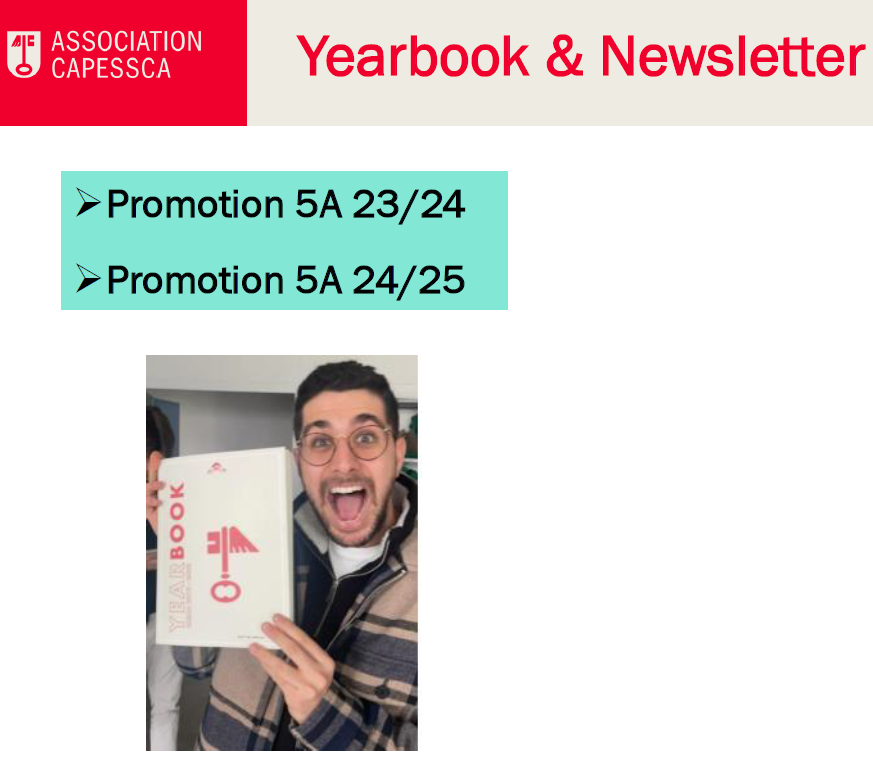 ASSOCIATION
CAPESSCA
Yearbook & Newsletter
Promotion 5A 23/24
Promotion 5A 24/25
YEARBOOK